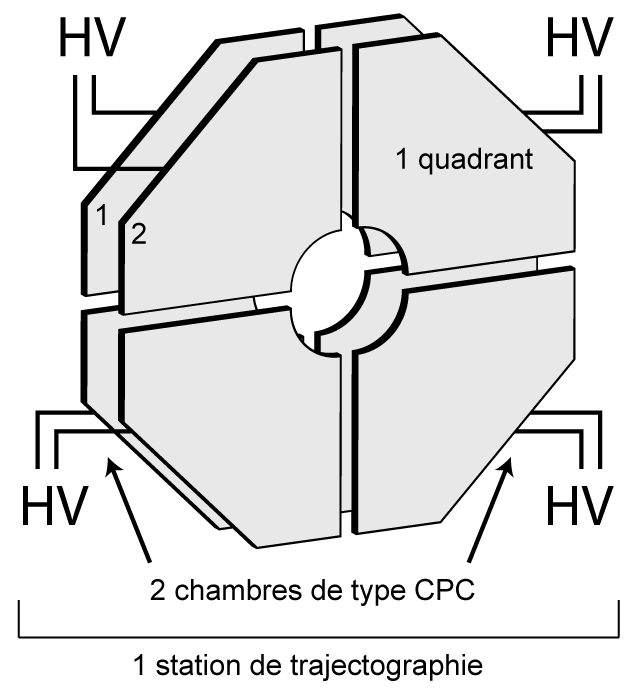 HV
HV
1 quadrant
1
2
HV
HV
2 chambres de type CPC
1 station de trajectographie